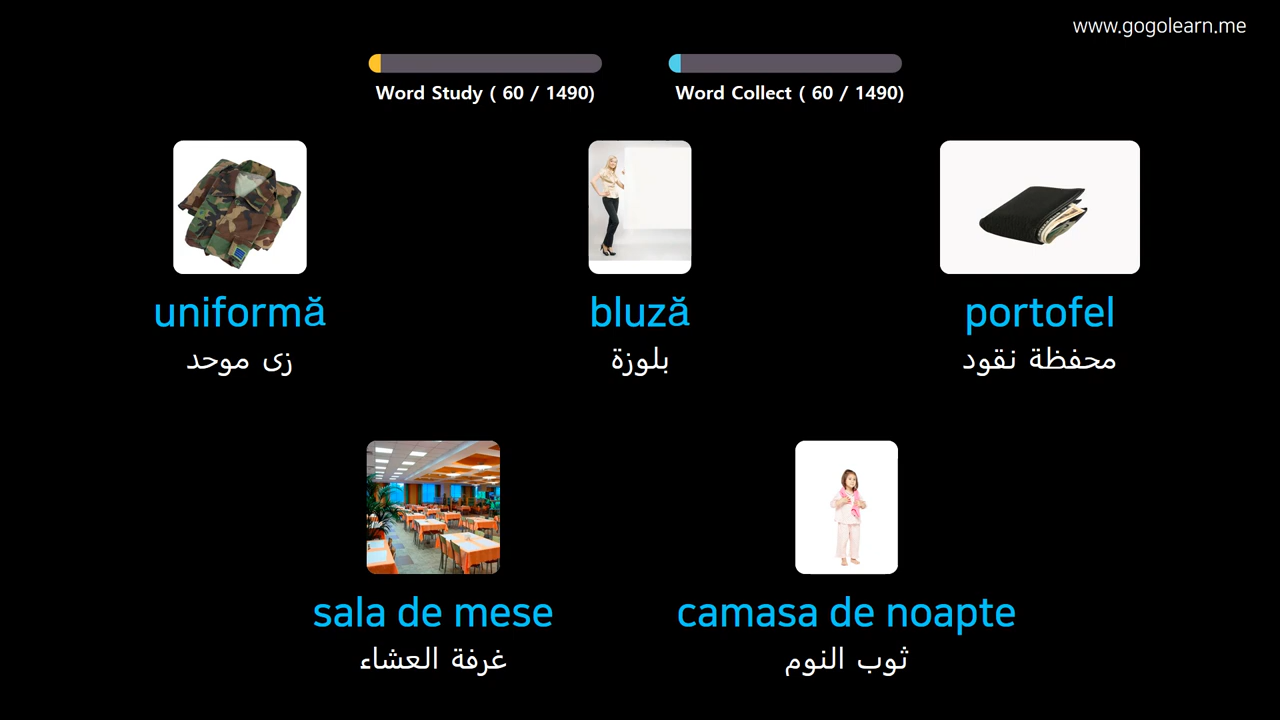 www.gogolearn.me
Word Study ( 60 / 1490)
Word Collect ( 60 / 1490)
uniformă
زى موحد
bluză
بلوزة
portofel
محفظة نقود
sala de mese
غرفة العشاء
camasa de noapte
ثوب النوم